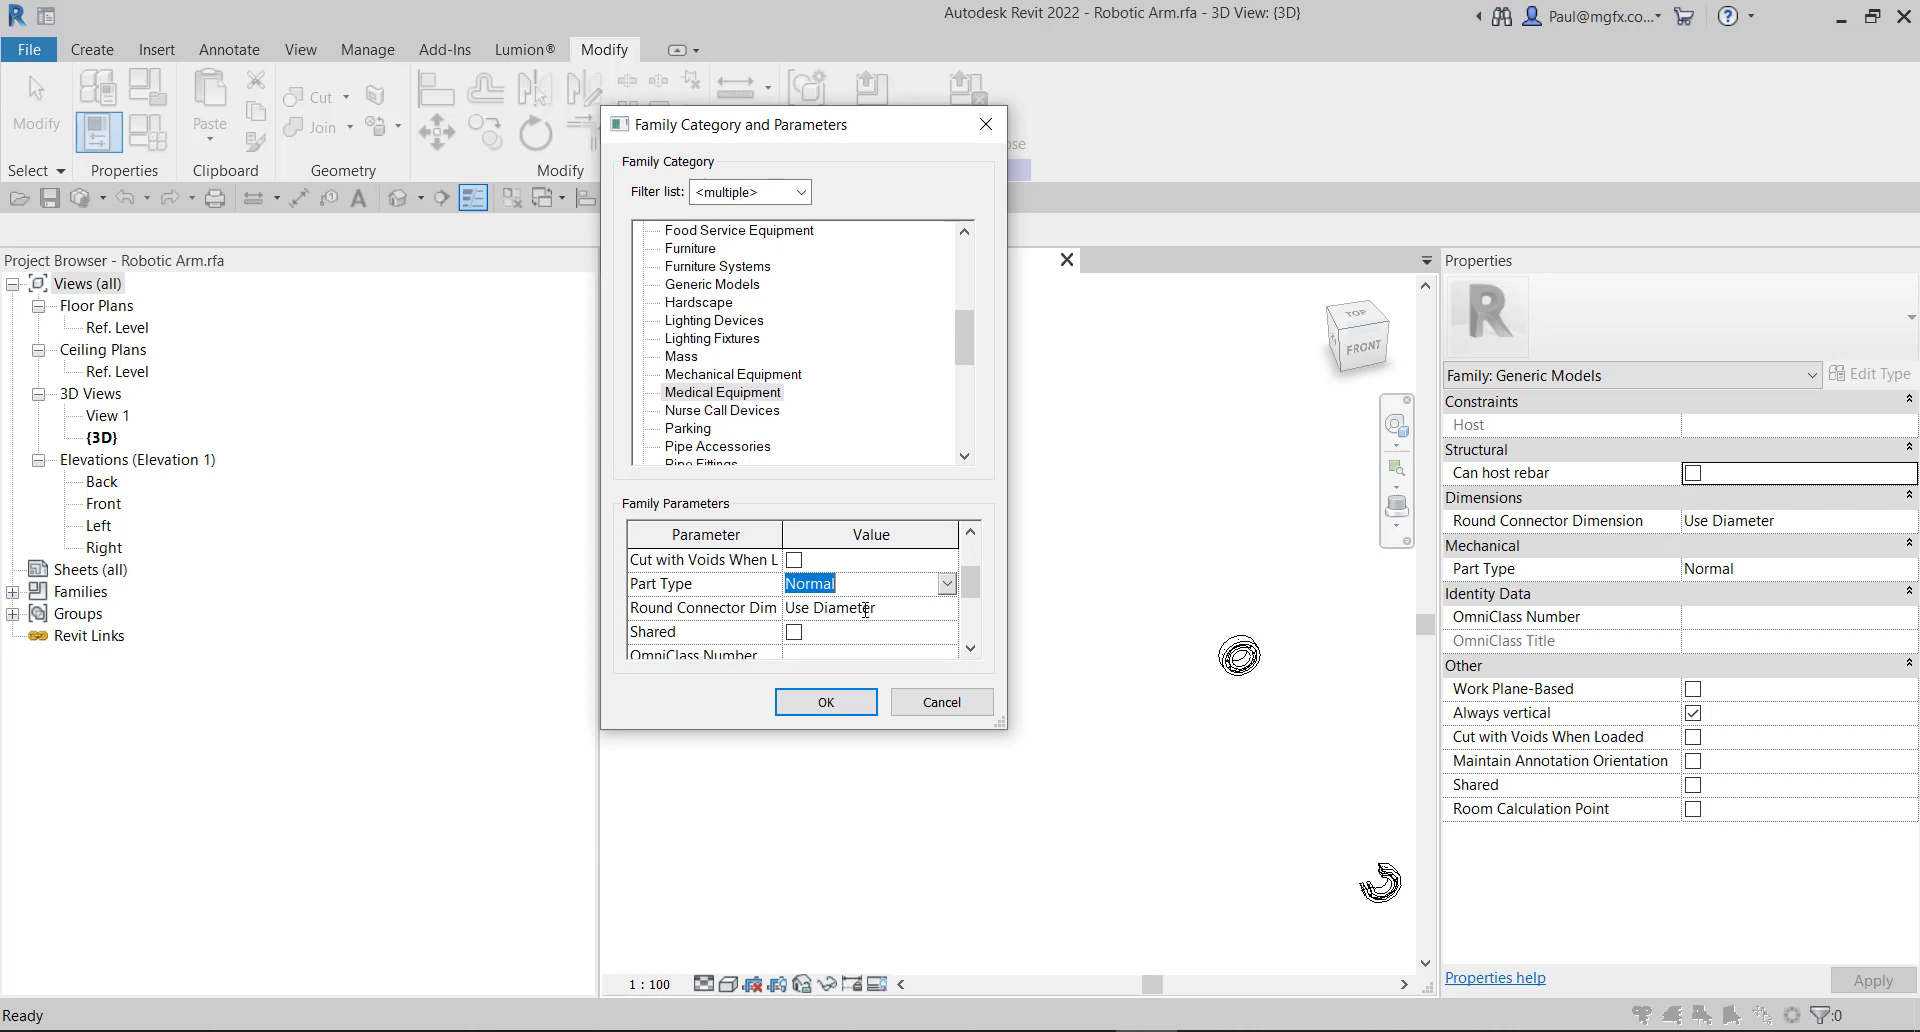 Autodesk Revit 2022 - Robotic Arm.rfa - 3D View: {3D}
Paul@mgfx.co...
File Create Insert Annotate View Manage Add-Ins Lumion® Modify
Modify
Paste
Cut
Join
Select Properties Clipboard Geometry Modify
Project Browser - Robotic Arm.rfa
Views (all)
Floor Plans
Ref. Level
Ceiling Plans
Ref. Level
3D Views
View 1
{3D}
Elevations (Elevation 1)
Back
Front
Left
Right
Sheets (all)
Families
Groups
Revit Links
Family Category and Parameters
Family Category
Filter list: <multiple>
Food Service Equipment
Furniture
Furniture Systems
Generic Models
Hardscape
Lighting Devices
Lighting Fixtures
Mass
Mechanical Equipment
Medical Equipment
Nurse Call Devices
Parking
Pipe Accessories
Pipe Fittings
Family Parameters
Parameter Value
Cut with Voids When L
Part Type Normal
Round Connector Dim Use Diameter
Shared
OmniClass Number
OK Cancel
TOP
FRONT
1 : 100
Properties
R
Family: Generic Models Edit Type
Constraints
Host
Structural
Can host rebar
Dimensions
Round Connector Dimension Use Diameter
Mechanical
Part Type Normal
Identity Data
OmniClass Number
OmniClass Title
Other
Work Plane-Based
Always vertical
Cut with Voids When Loaded
Maintain Annotation Orientation
Shared
Room Calculation Point
Properties help Apply
Ready
:0